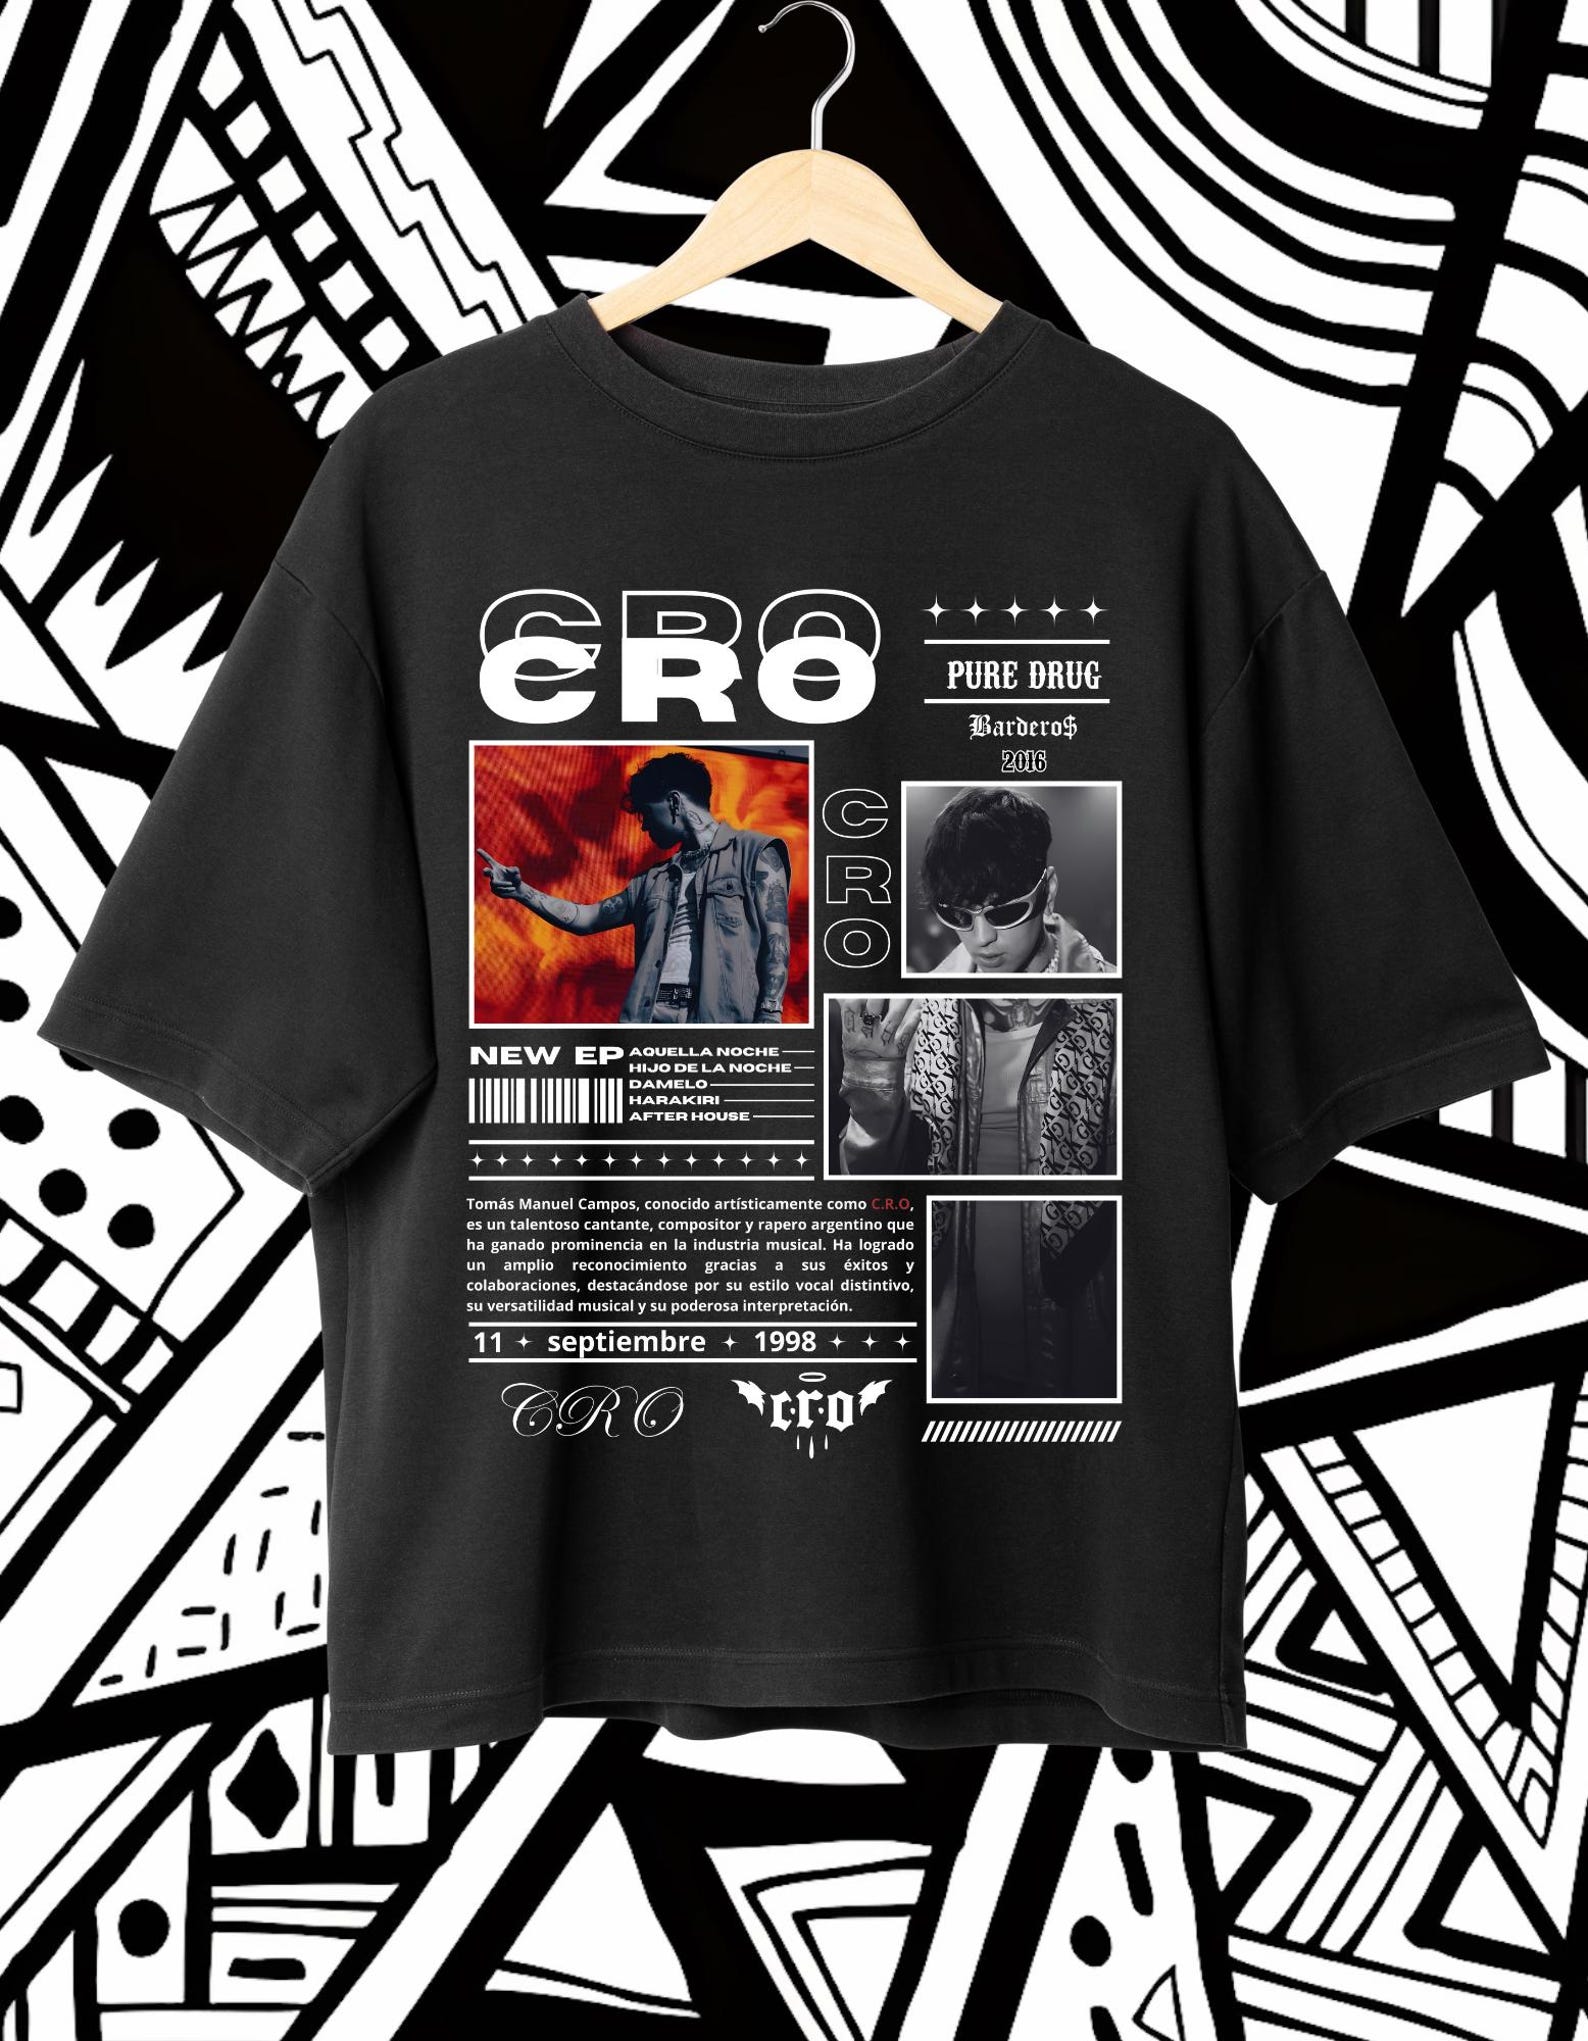 CRO
CRO
PURE DRUG
Bardero$
2016
C
R
O
NEW EP
AQUELLA NOCHE
HIJO DE LA NOCHE
DAMELO
HARAKIRI
AFTER HOUSE
Tomás Manuel Campos, conocido artísticamente como C.R.O,
es un talentoso cantante, compositor y rapero argentino que
ha ganado prominencia en la industria musical. Ha logrado
un amplio reconocimiento gracias a sus éxitos y
colaboraciones, destacándose por su estilo vocal distintivo,
su versatilidad musical y su poderosa interpretación.
11 septiembre 1998
CRO
c·r·o